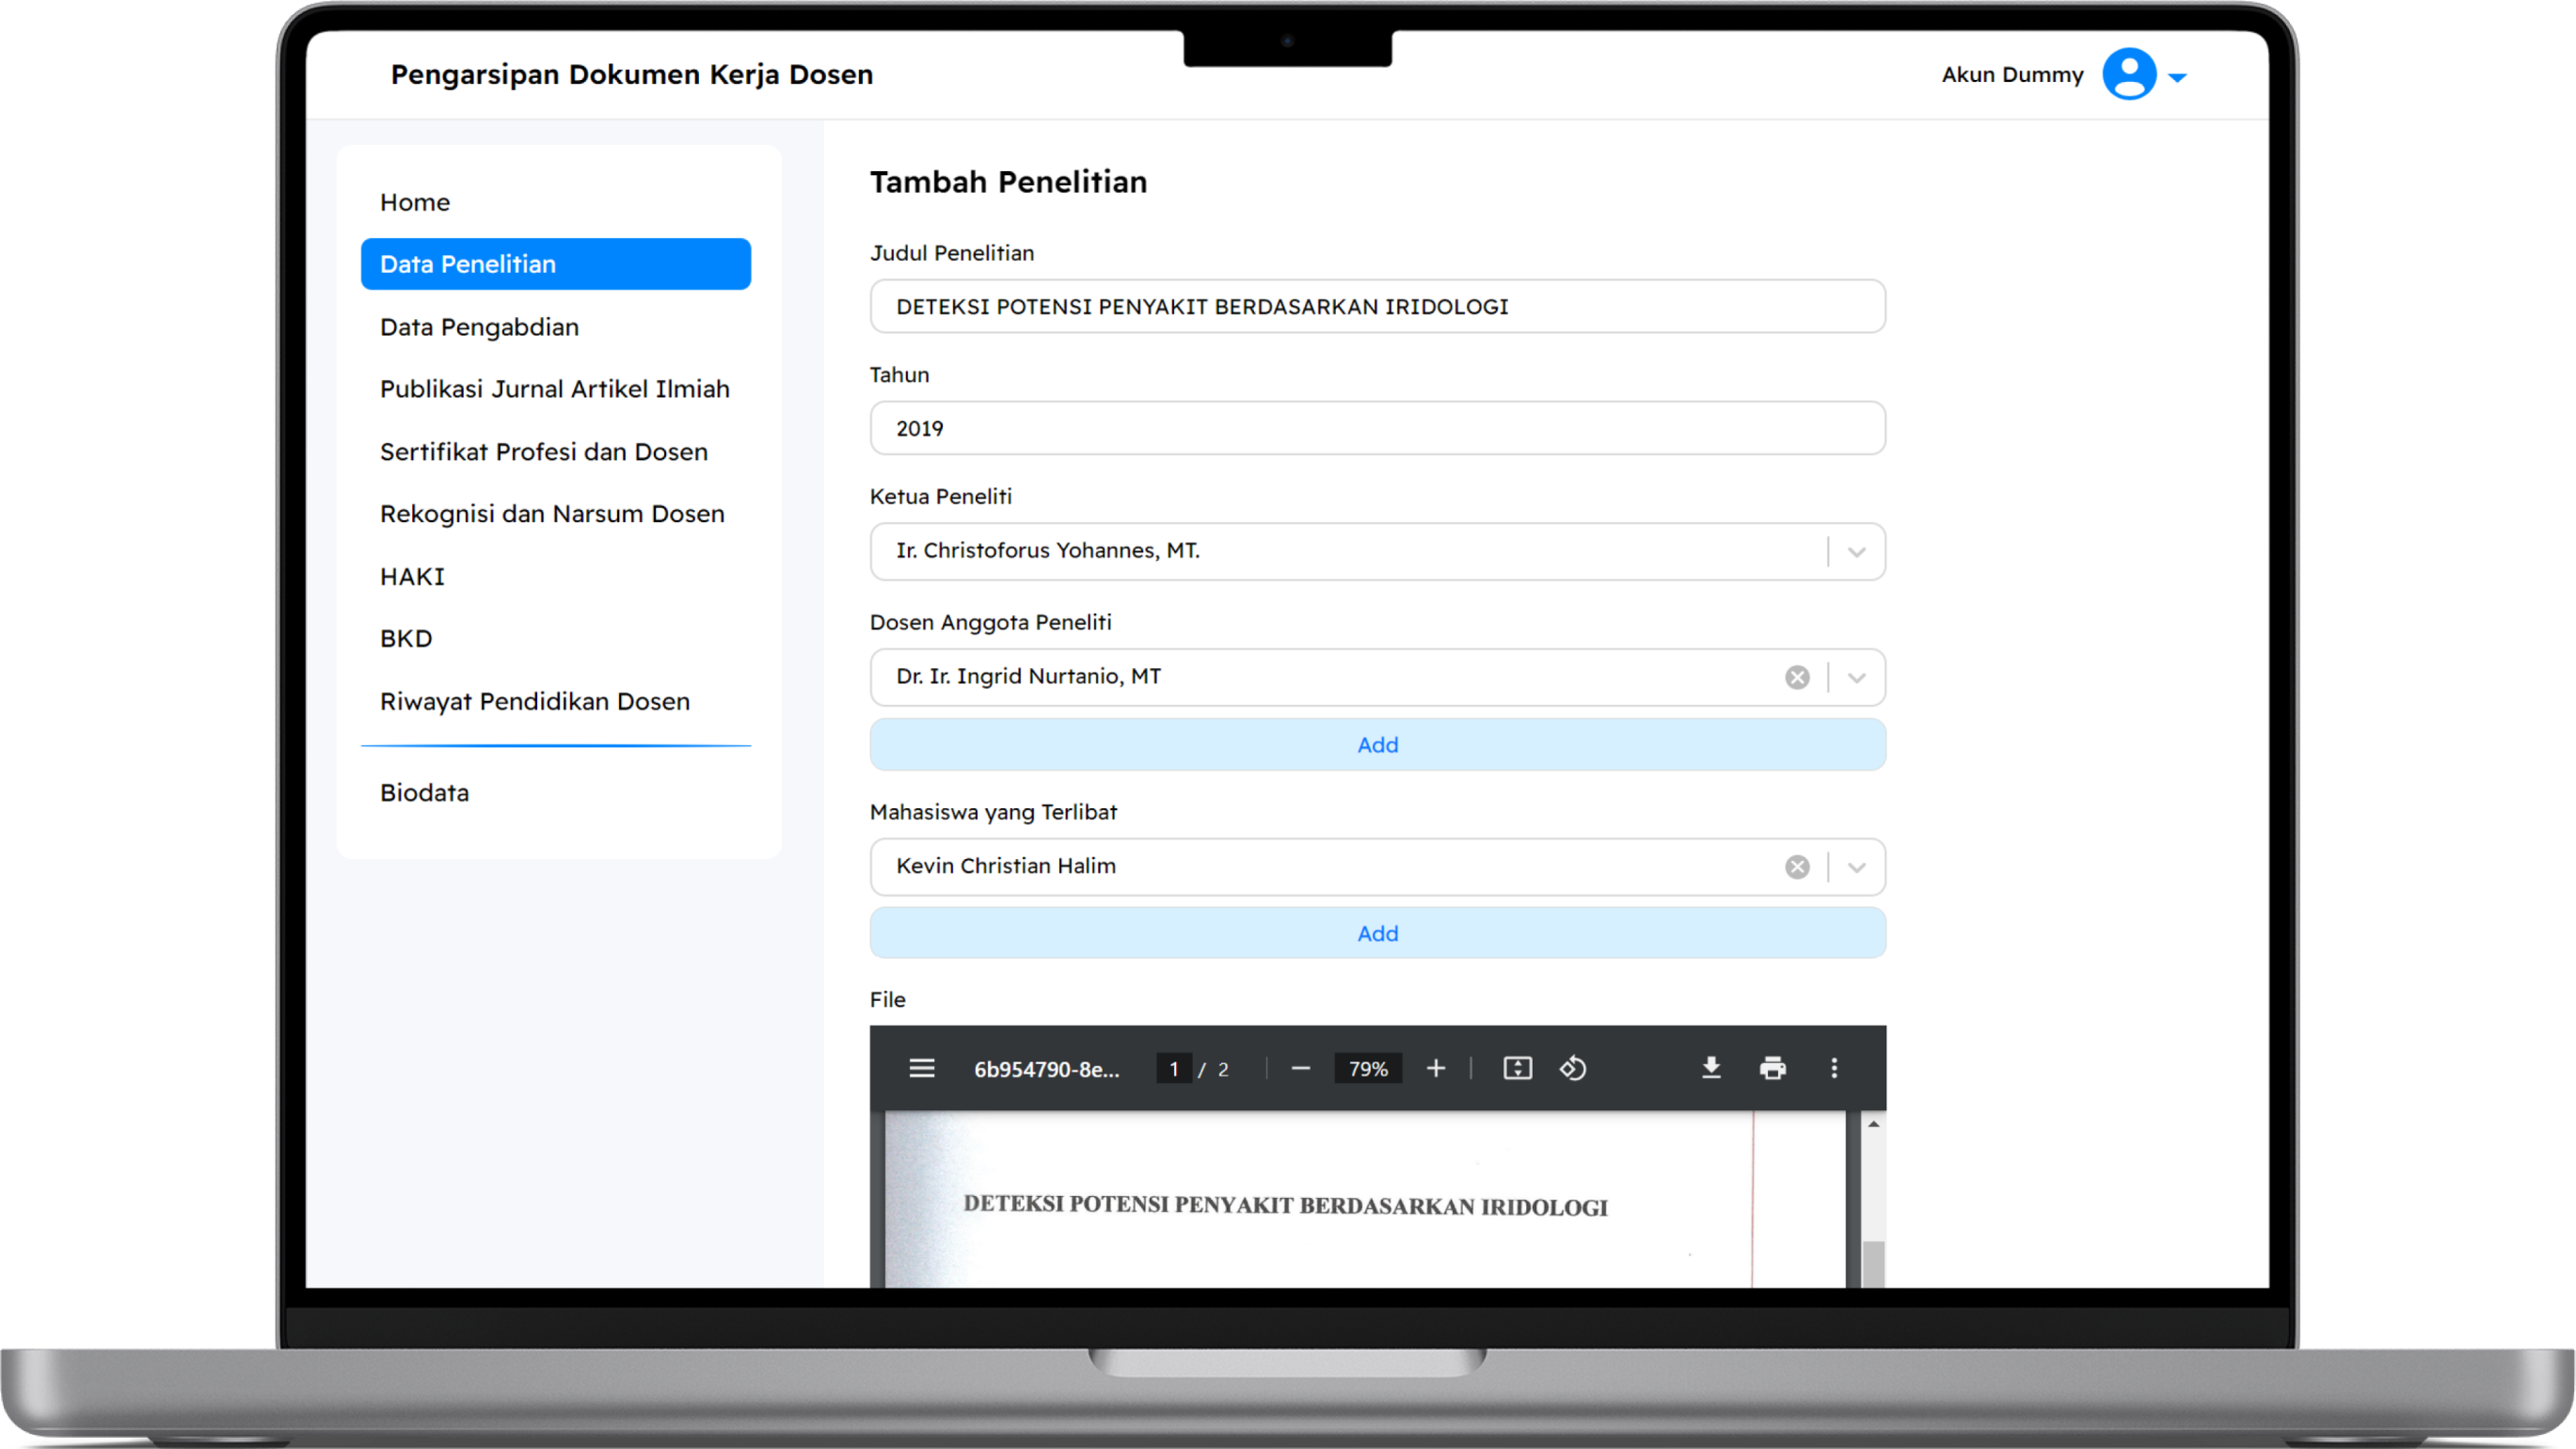 Pengarsipan Dokumen Kerja Dosen
Akun Dummy
Home
Data Penelitian
Data Pengabdian
Publikasi Jurnal Artikel Ilmiah
Sertifikat Profesi dan Dosen
Rekognisi dan Narsum Dosen
HAKI
BKD
Riwayat Pendidikan Dosen
Biodata
Tambah Penelitian
Judul Penelitian
DETEKSI POTENSI PENYAKIT BERDASARKAN IRIDOLOGI
Tahun
2019
Ketua Peneliti
Ir. Christoforus Yohannes, MT.
Dosen Anggota Peneliti
Dr. Ir. Ingrid Nurtanio, MT
Add
Mahasiswa yang Terlibat
Kevin Christian Halim
Add
File
6b954790-8e... 1 / 2 79%
DETEKSI POTENSI PENYAKIT BERDASARKAN IRIDOLOGI